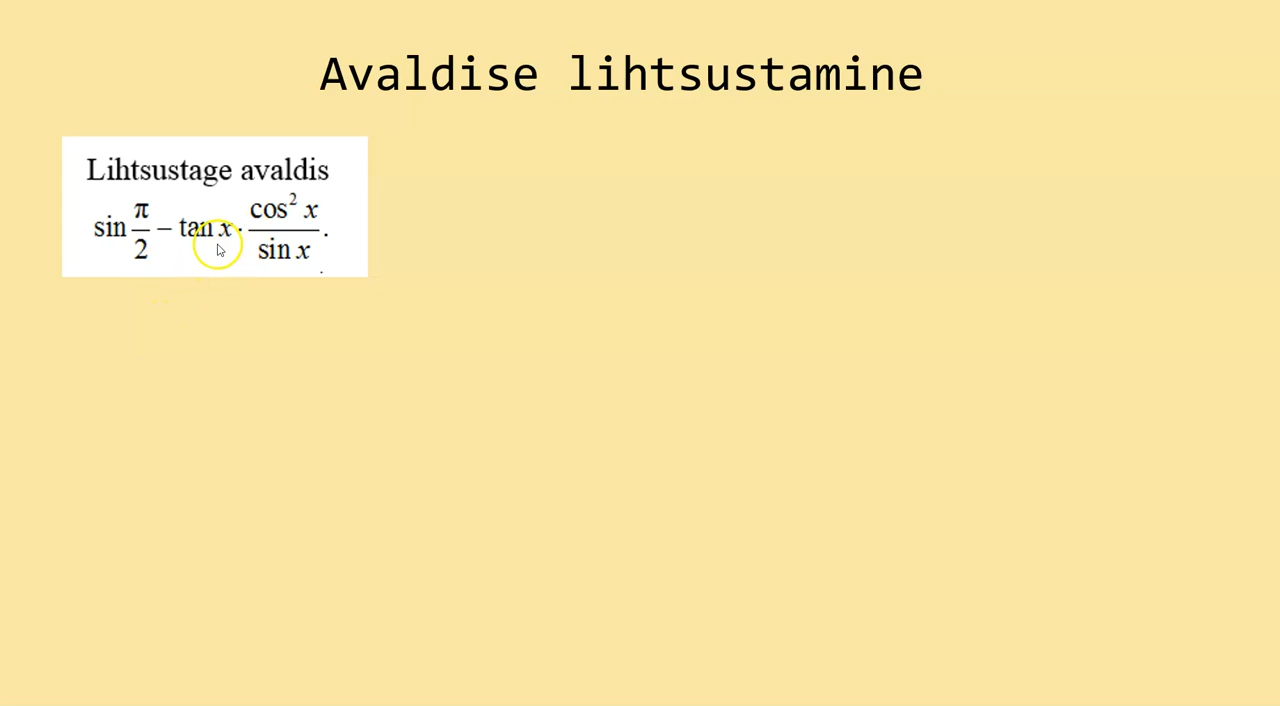 Avaldise lihtsustamine
Lihtsustage avaldis
sin π/2 − tan x · cos² x / sin x.